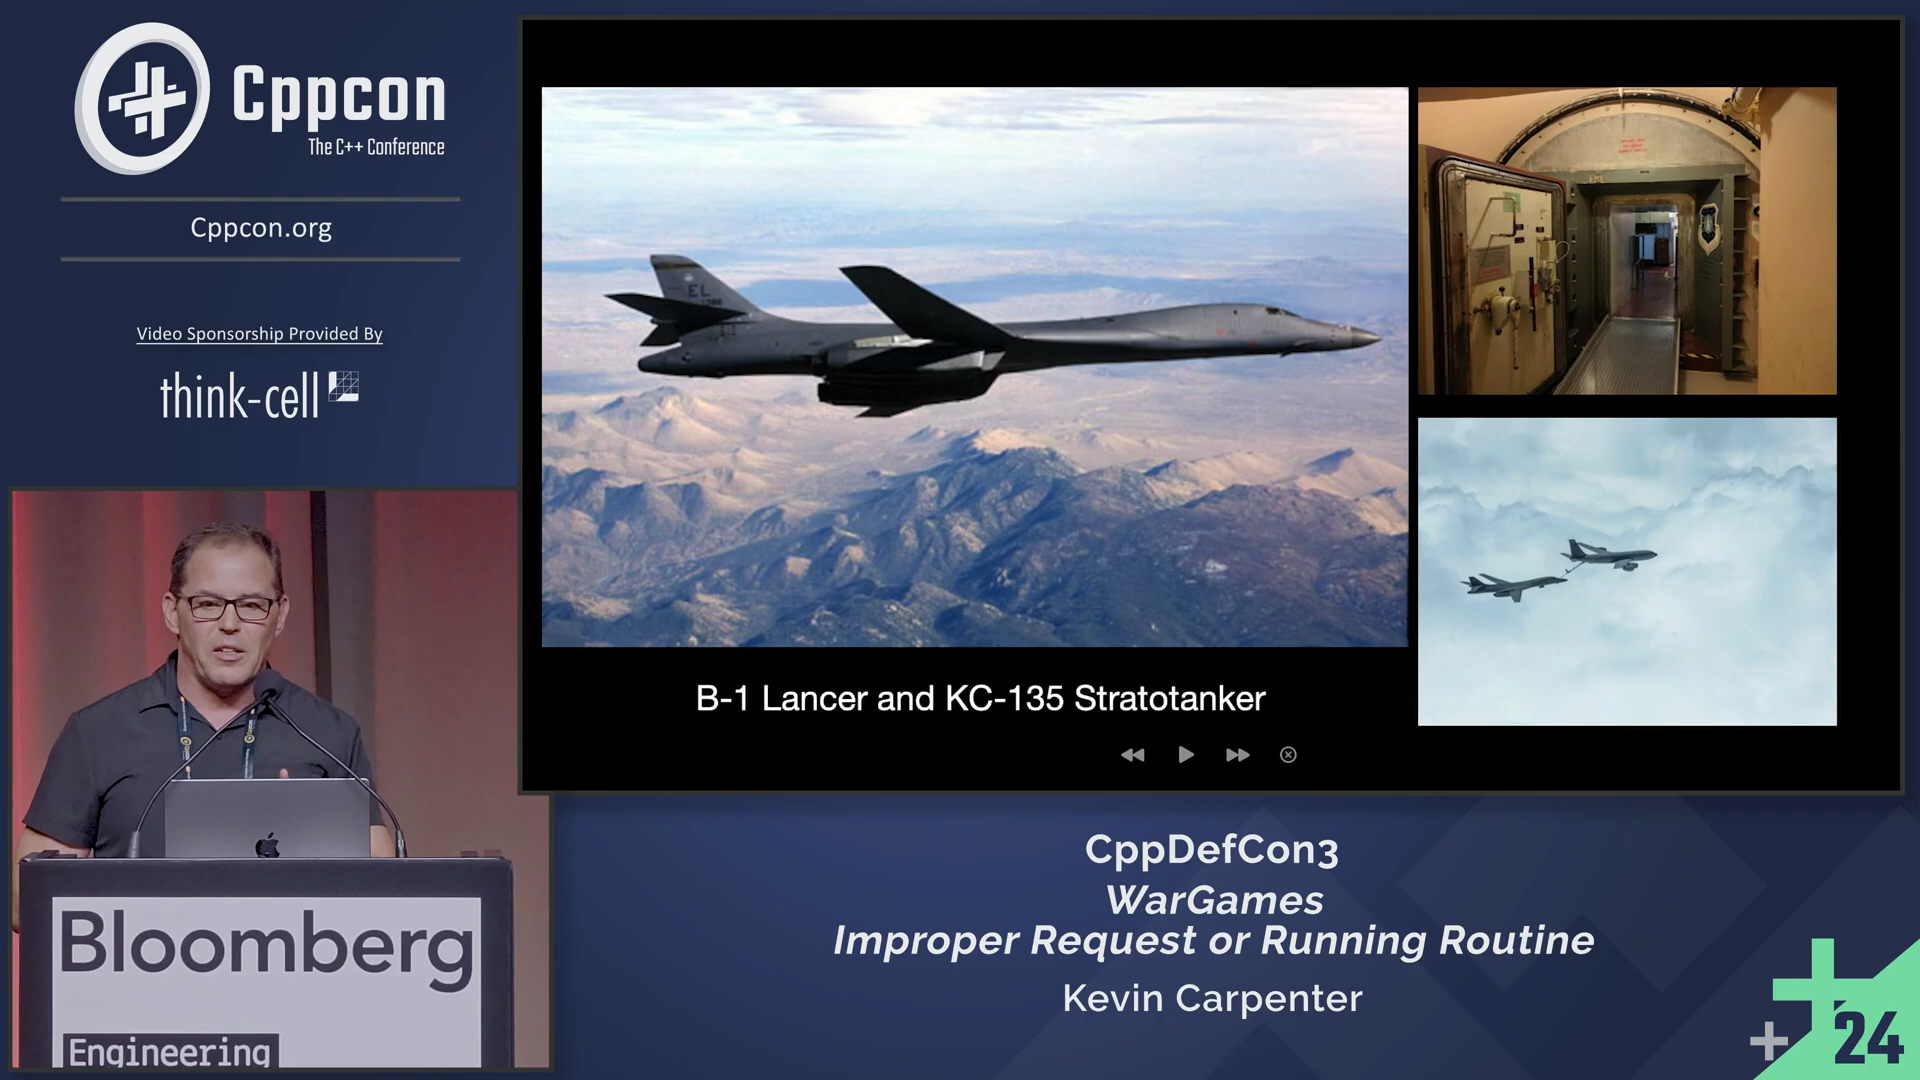 Cppcon
The C++ Conference
Cppcon.org
Video Sponsorship Provided By
think-cell
EL
B-1 Lancer and KC-135 Stratotanker
Bloomberg
Engineering
CppDefCon3
WarGames
Improper Request or Running Routine
Kevin Carpenter
24